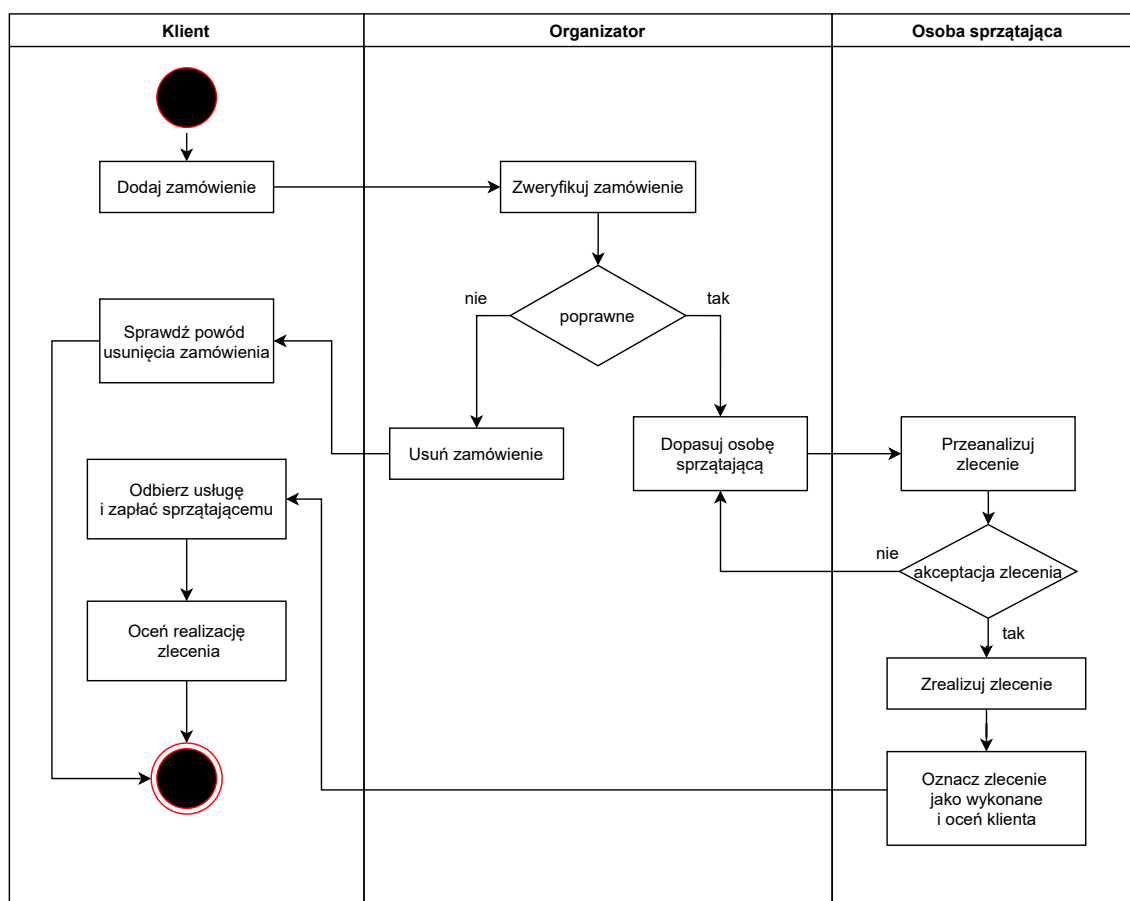 Klient
Organizator
Osoba sprzątająca
Dodaj zamówienie
Zweryfikuj zamówienie
nie
tak
poprawne
Sprawdź powód
usunięcia zamówienia
Usuń zamówienie
Dopasuj osobę
sprzątającą
Przeanalizuj
zlecenie
Odbierz usługę
i zapłać sprzątającemu
nie
akceptacja zlecenia
tak
Oceń realizację
zlecenia
Zrealizuj zlecenie
Oznacz zlecenie
jako wykonane
i oceń klienta